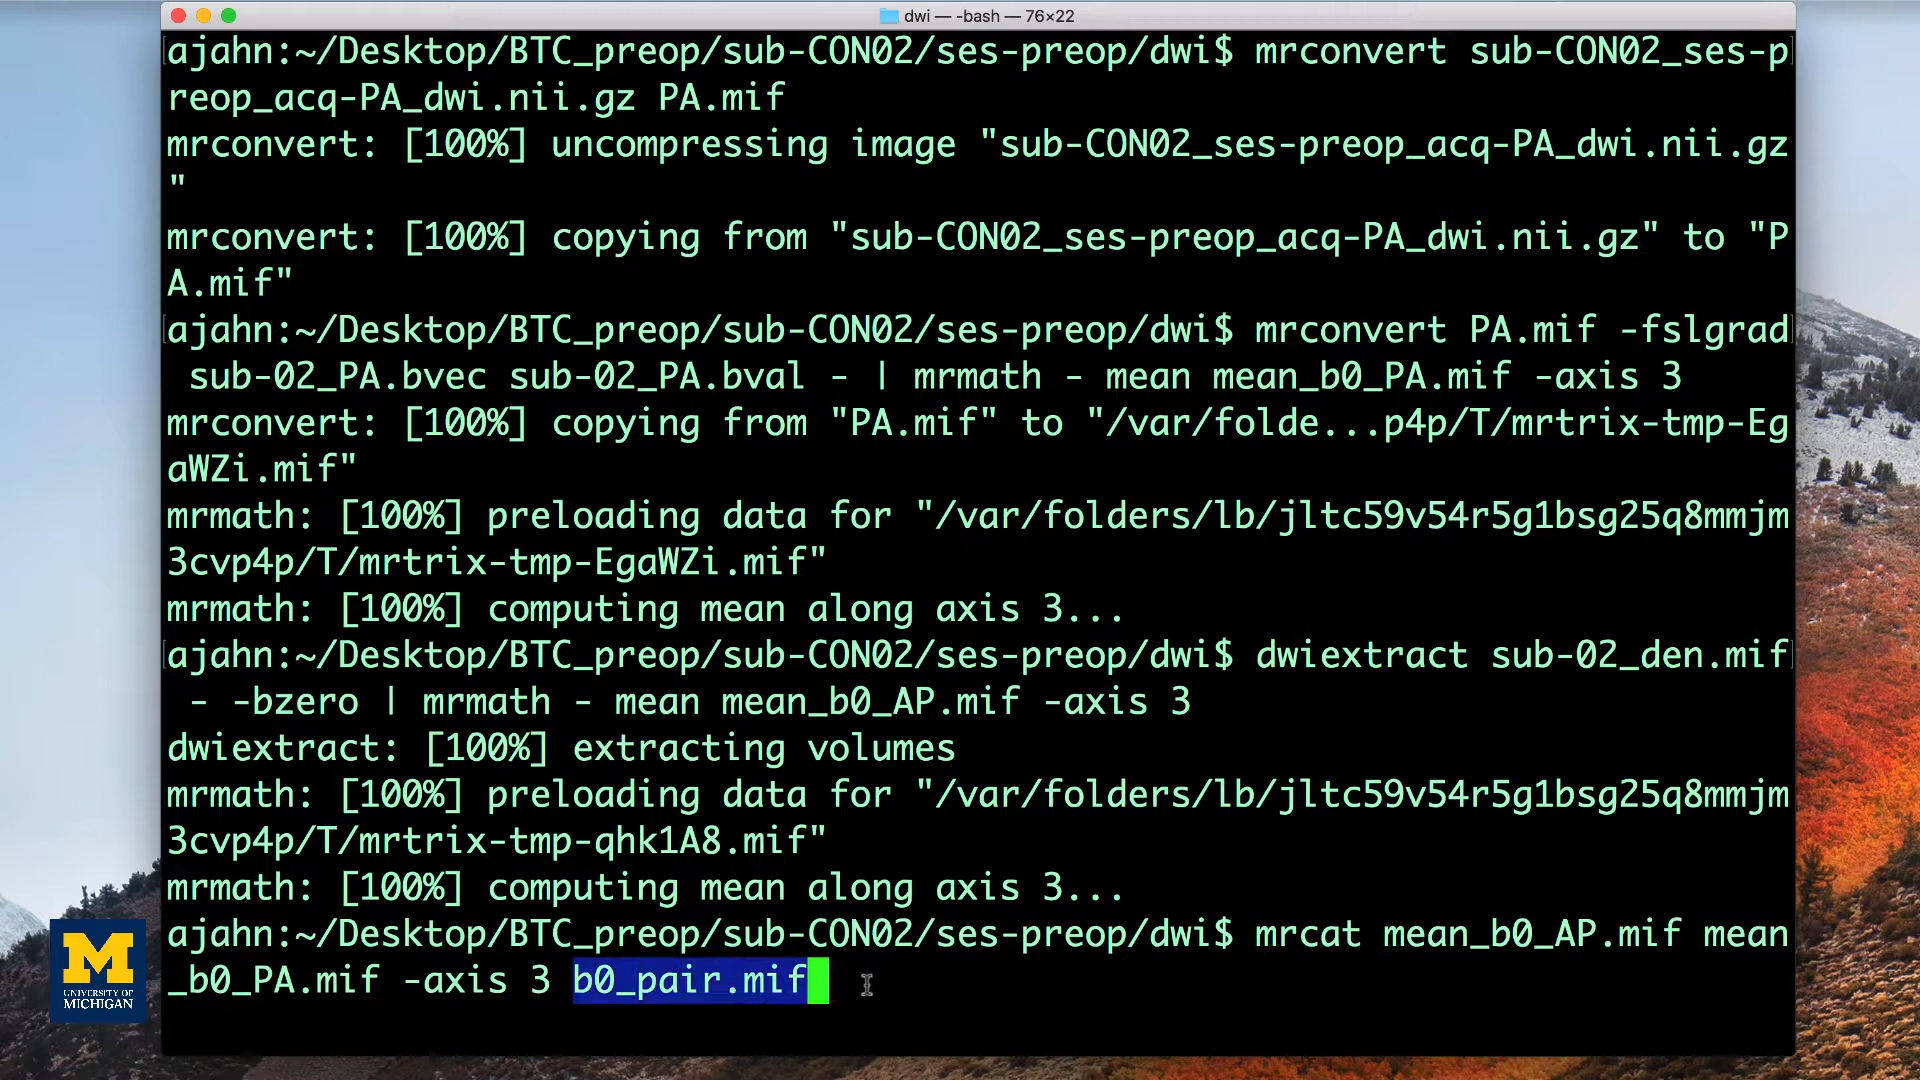 dwi — -bash — 76×22
ajahn:~/Desktop/BTC_preop/sub-CON02/ses-preop/dwi$ mrconvert sub-CON02_ses-p
reop_acq-PA_dwi.nii.gz PA.mif
mrconvert: [100%] uncompressing image "sub-CON02_ses-preop_acq-PA_dwi.nii.gz
"
mrconvert: [100%] copying from "sub-CON02_ses-preop_acq-PA_dwi.nii.gz" to "P
A.mif"
ajahn:~/Desktop/BTC_preop/sub-CON02/ses-preop/dwi$ mrconvert PA.mif -fslgrad
 sub-02_PA.bvec sub-02_PA.bval - | mrmath - mean mean_b0_PA.mif -axis 3
mrconvert: [100%] copying from "PA.mif" to "/var/folde...p4p/T/mrtrix-tmp-Eg
aWZi.mif"
mrmath: [100%] preloading data for "/var/folders/lb/jltc59v54r5g1bsg25q8mmjm
3cvp4p/T/mrtrix-tmp-EgaWZi.mif"
mrmath: [100%] computing mean along axis 3...
ajahn:~/Desktop/BTC_preop/sub-CON02/ses-preop/dwi$ dwiextract sub-02_den.mif
 - -bzero | mrmath - mean mean_b0_AP.mif -axis 3
dwiextract: [100%] extracting volumes
mrmath: [100%] preloading data for "/var/folders/lb/jltc59v54r5g1bsg25q8mmjm
3cvp4p/T/mrtrix-tmp-qhk1A8.mif"
mrmath: [100%] computing mean along axis 3...
ajahn:~/Desktop/BTC_preop/sub-CON02/ses-preop/dwi$ mrcat mean_b0_AP.mif mean
_b0_PA.mif -axis 3 b0_pair.mif
M
UNIVERSITY OF
MICHIGAN